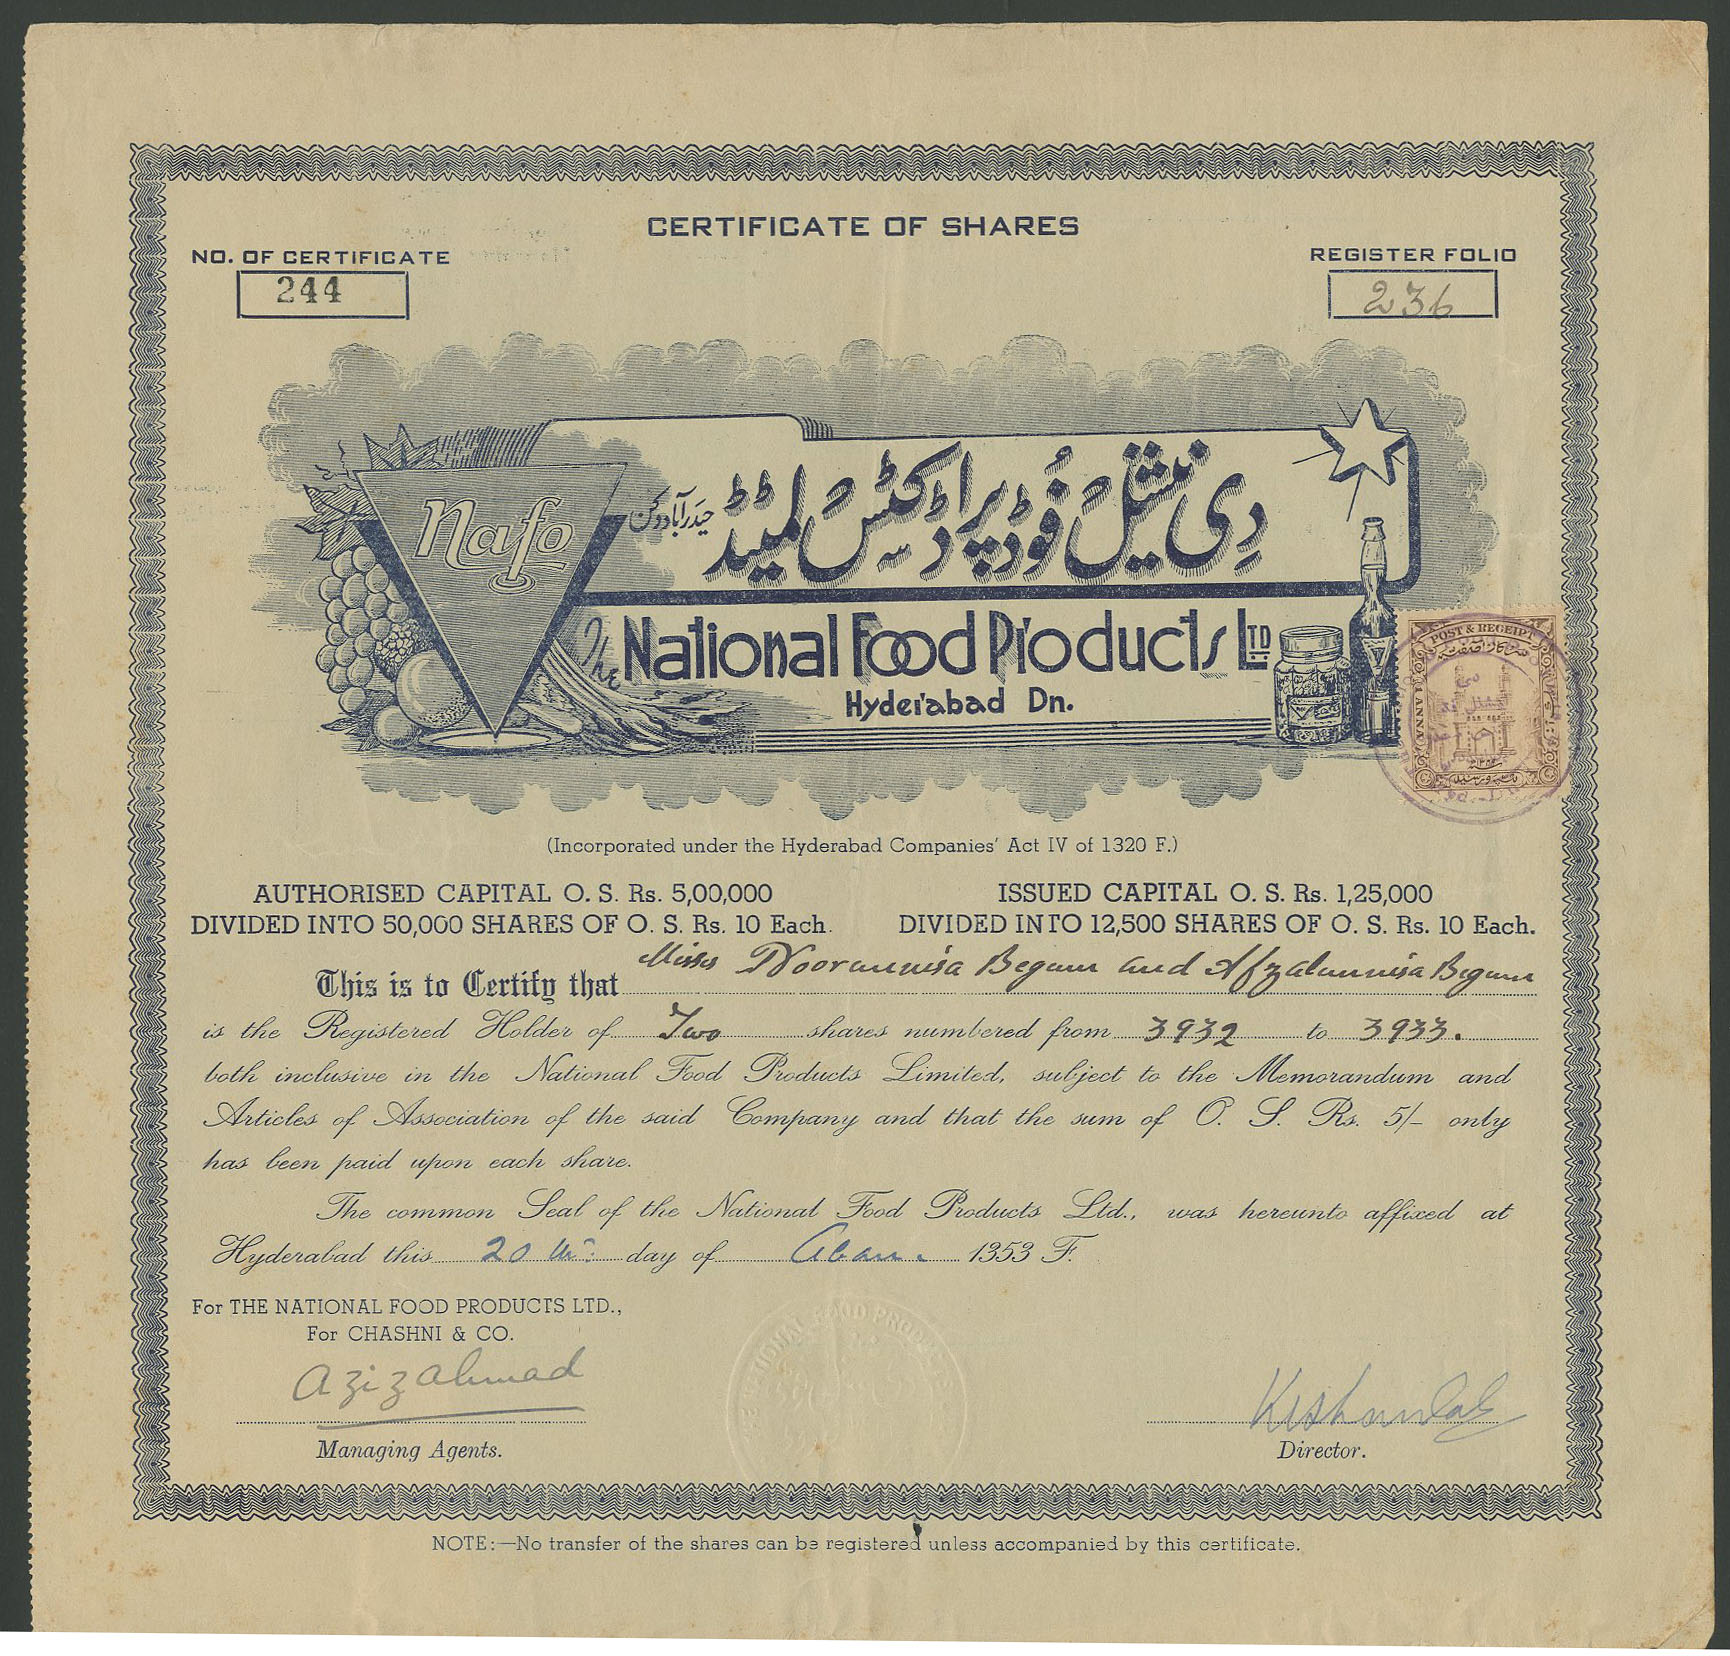 CERTIFICATE OF SHARES
NO. OF CERTIFICATE
244
REGISTER FOLIO
236
Nafo
دِی نیشنَل فُوڈ پراڈکٹس لمیٹڈ حیدرآباد دکن
The National Food Products LTD
Hyderabad Dn.
POST & RECEIPT
ANNA
(Incorporated under the Hyderabad Companies' Act IV of 1320 F.)
AUTHORISED CAPITAL O. S. Rs. 5,00,000
DIVIDED INTO 50,000 SHARES OF O. S. Rs. 10 Each.
ISSUED CAPITAL O. S. Rs. 1,25,000
DIVIDED INTO 12,500 SHARES OF O. S. Rs. 10 Each.
This is to Certify that Misses Noorunnisa Begum and Afzalunnisa Begum
is the Registered Holder of Two shares numbered from 3932 to 3933.
both inclusive in the National Food Products Limited, subject to the Memorandum and
Articles of Association of the said Company and that the sum of O. S. Rs. 5/- only
has been paid upon each share.
The common Seal of the National Food Products Ltd., was hereunto affixed at
Hyderabad this 20th day of Aban. 1353 F.
For THE NATIONAL FOOD PRODUCTS LTD.,
For CHASHNI & CO.
Azizahmad
Managing Agents.
Director.
NATIONAL FOOD PRODUCTS
NOTE:—No transfer of the shares can be registered unless accompanied by this certificate.